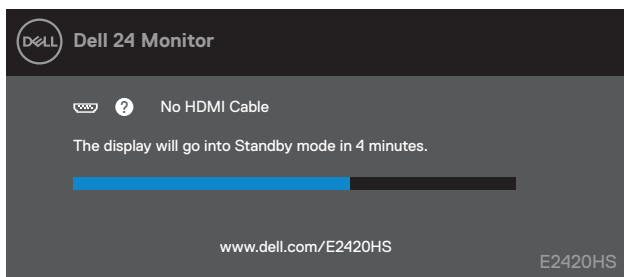 DELL Dell 24 Monitor
? No HDMI Cable
The display will go into Standby mode in 4 minutes.
www.dell.com/E2420HS
E2420HS